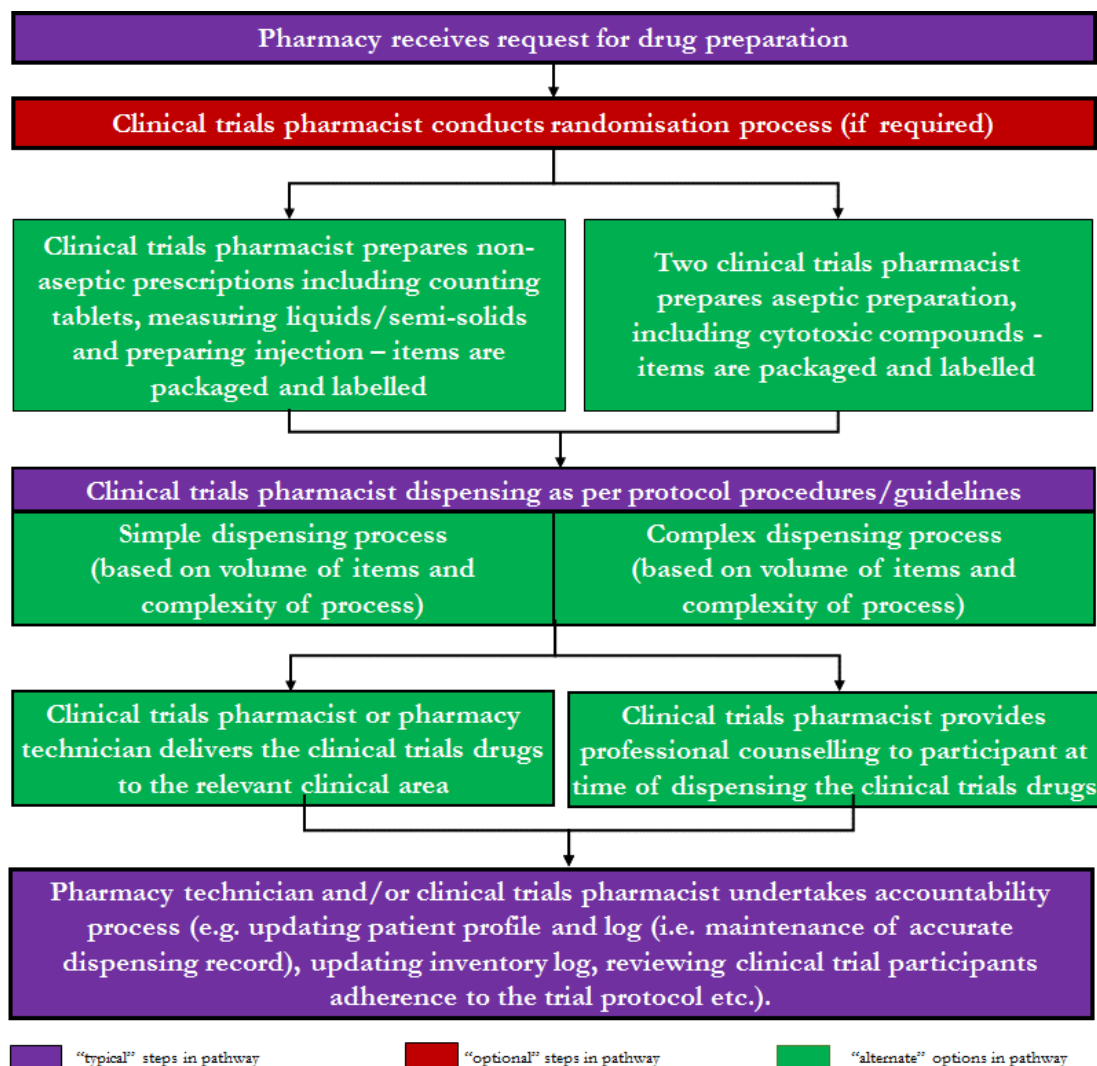 Pharmacy receives request for drug preparation
Clinical trials pharmacist conducts randomisation process (if required)
Clinical trials pharmacist prepares non-
aseptic prescriptions including counting
tablets, measuring liquids/semi-solids
and preparing injection – items are
packaged and labelled
Two clinical trials pharmacist
prepares aseptic preparation,
including cytotoxic compounds -
items are packaged and labelled
Clinical trials pharmacist dispensing as per protocol procedures/guidelines
Simple dispensing process
(based on volume of items and
complexity of process)
Complex dispensing process
(based on volume of items and
complexity of process)
Clinical trials pharmacist or pharmacy
technician delivers the clinical trials drugs
to the relevant clinical area
Clinical trials pharmacist provides
professional counselling to participant at
time of dispensing the clinical trials drugs
Pharmacy technician and/or clinical trials pharmacist undertakes accountability
process (e.g. updating patient profile and log (i.e. maintenance of accurate
dispensing record), updating inventory log, reviewing clinical trial participants
adherence to the trial protocol etc.).
“typical” steps in pathway
“optional” steps in pathway
“alternate” options in pathway